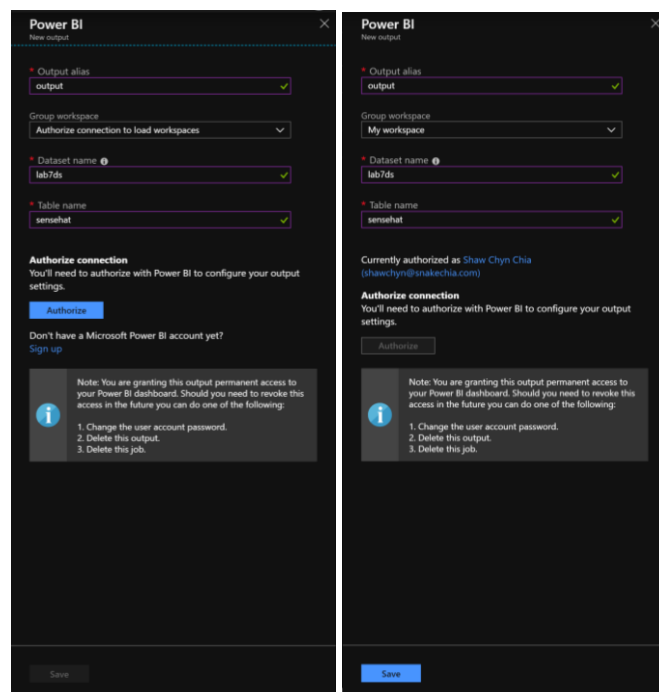 Power BI
New output
* Output alias
output
Group workspace
Authorize connection to load workspaces
* Dataset name
lab7ds
* Table name
sensehat
Authorize connection
You'll need to authorize with Power BI to configure your output
settings.
Authorize
Don't have a Microsoft Power BI account yet?
Sign up
Note: You are granting this output permanent access to
your Power BI dashboard. Should you need to revoke this
access in the future you can do one of the following:
1. Change the user account password.
2. Delete this output.
3. Delete this job.
Save
Power BI
New output
* Output alias
output
Group workspace
My workspace
* Dataset name
lab7ds
* Table name
sensehat
Currently authorized as Shaw Chyn Chia
(shawchyn@snakechia.com)
Authorize connection
You'll need to authorize with Power BI to configure your output
settings.
Authorize
Note: You are granting this output permanent access to
your Power BI dashboard. Should you need to revoke this
access in the future you can do one of the following:
1. Change the user account password.
2. Delete this output.
3. Delete this job.
Save